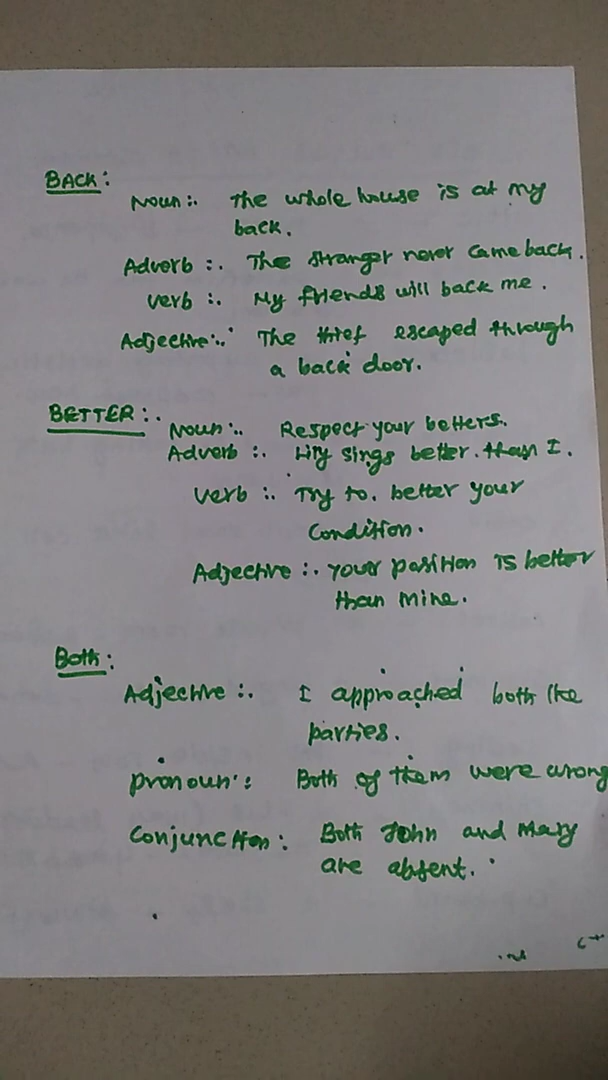 BACK:
Noun:. The whole house is at my
back.
Adverb:. The stranger never came back.
Verb:. My friends will back me.
Adjective:. The thief escaped through
a back door.
BETTER:.
Noun:. Respect your betters.
Adverb:. Lily sings better. than I.
Verb:. Try to. better your
Condition.
Adjective:. your position is better
than mine.
Both:
Adjective:. I approached both the
parties.
Pronoun: Both of them were wrong
Conjunction: Both John and Mary
are absent.